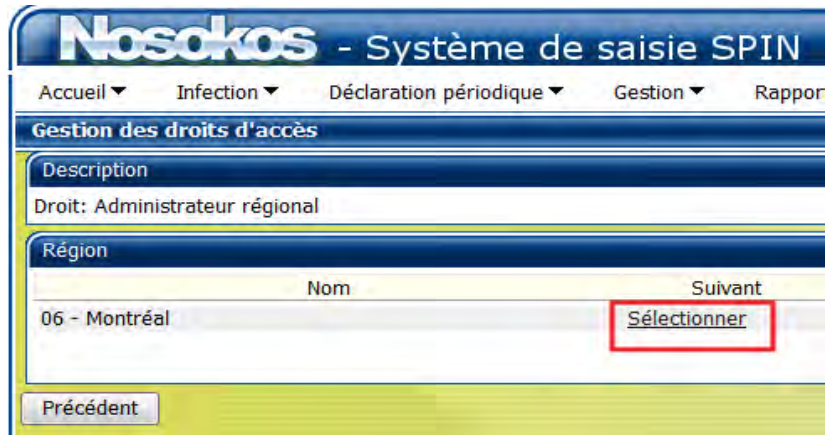 Nosokos - Système de saisie SPIN
Accueil Infection Déclaration périodique Gestion Rappor
Gestion des droits d'accès
Description
Droit: Administrateur régional
Région
Nom Suivant
06 - Montréal Sélectionner
Précédent